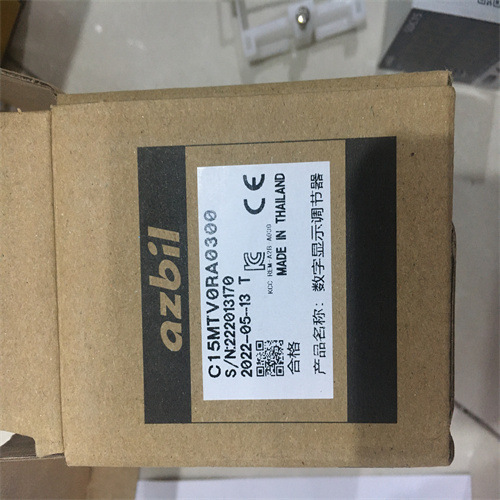 azbil
C15MTV0RA0300
S/N:222013170
2022-05-13 T
合格
CE
MADE IN THAILAND
产品名称: 数字显示调节器